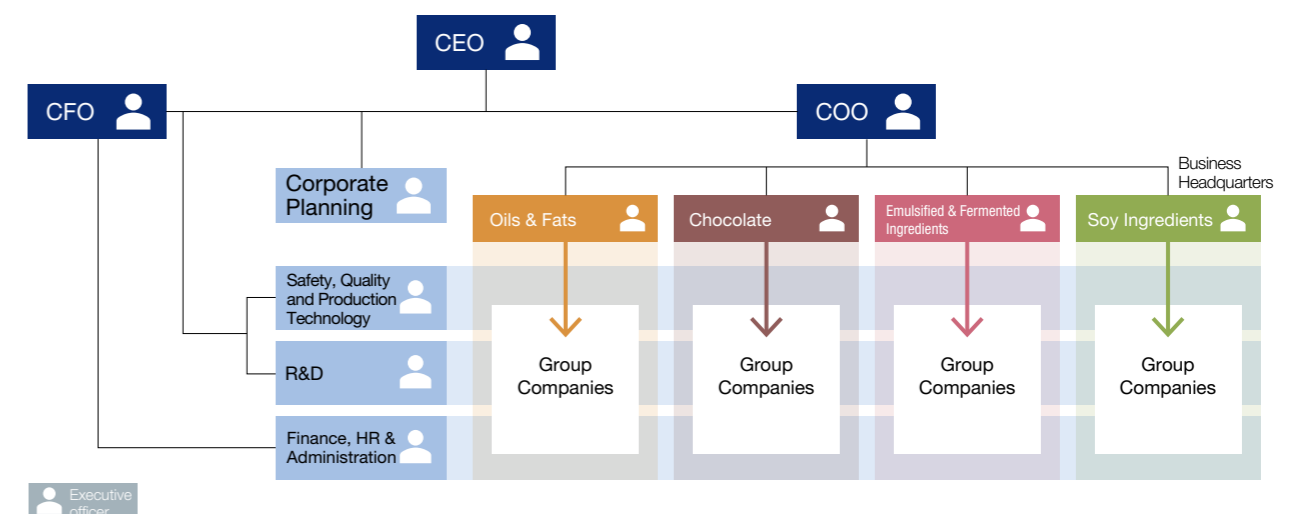 CEO
CFO
COO
Business
Headquarters
Corporate
Planning
Oils & Fats
Chocolate
Emulsified & Fermented
Ingredients
Soy Ingredients
Safety, Quality
and Production
Technology
R&D
Group
Companies
Group
Companies
Group
Companies
Group
Companies
Finance, HR &
Administration
Executive
officer